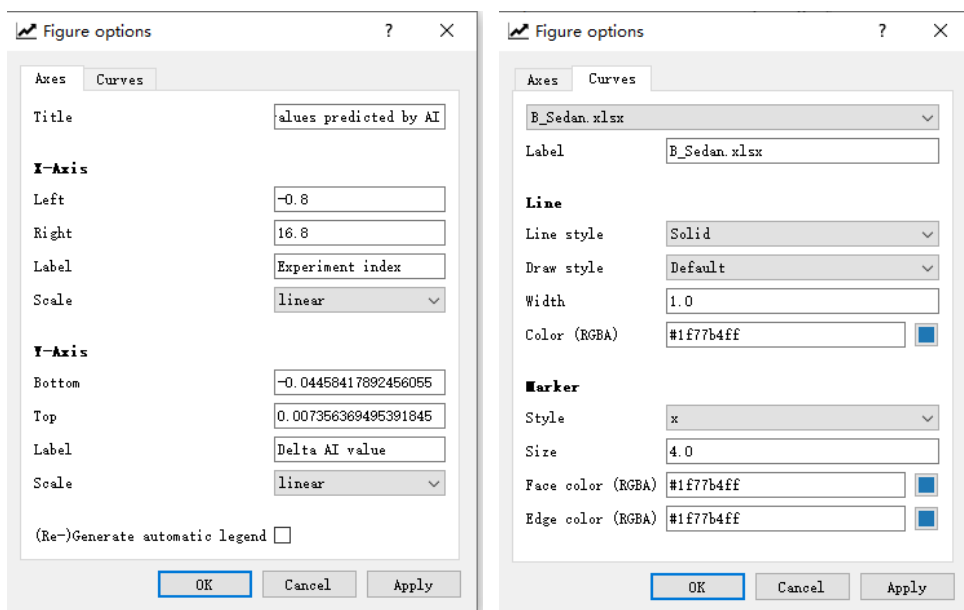 Figure options
Axes
Curves
Title
alues predicted by AI
X-Axis
Left
-0.8
Right
16.8
Label
Experiment index
Scale
linear
Y-Axis
Bottom
-0.04458417892456055
Top
0.007356369495391845
Label
Delta AI value
Scale
linear
(Re-)Generate automatic legend
OK
Cancel
Apply
Figure options
Axes
Curves
B_Sedan.xlsx
Label
B_Sedan.xlsx
Line
Line style
Solid
Draw style
Default
Width
1.0
Color (RGBA)
#1f77b4ff
Marker
Style
x
Size
4.0
Face color (RGBA)
#1f77b4ff
Edge color (RGBA)
#1f77b4ff
OK
Cancel
Apply